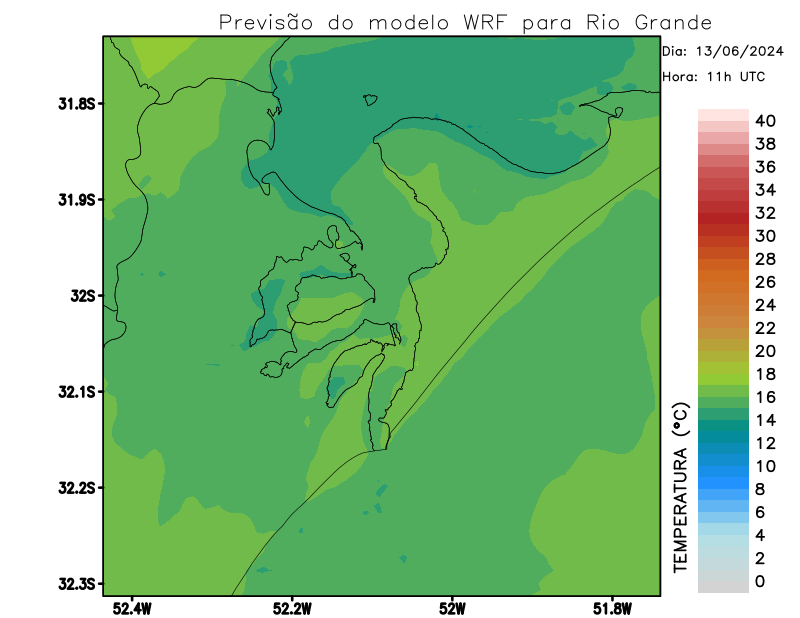 Previsão do modelo WRF para Rio Grande
Dia: 13/06/2024
Hora: 11h UTC
31.8S
31.9S
32S
32.1S
32.2S
32.3S
52.4W
52.2W
52W
51.8W
TEMPERATURA (°C)
40
38
36
34
32
30
28
26
24
22
20
18
16
14
12
10
8
6
4
2
0